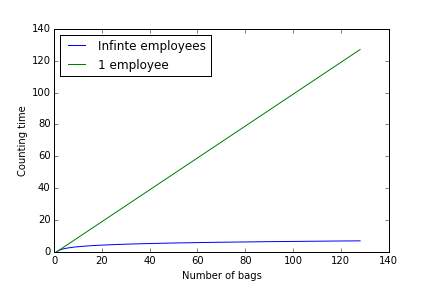 Infinte employees
1 employee
Counting time
140
120
100
80
60
40
20
0
0 20 40 60 80 100 120 140
Number of bags